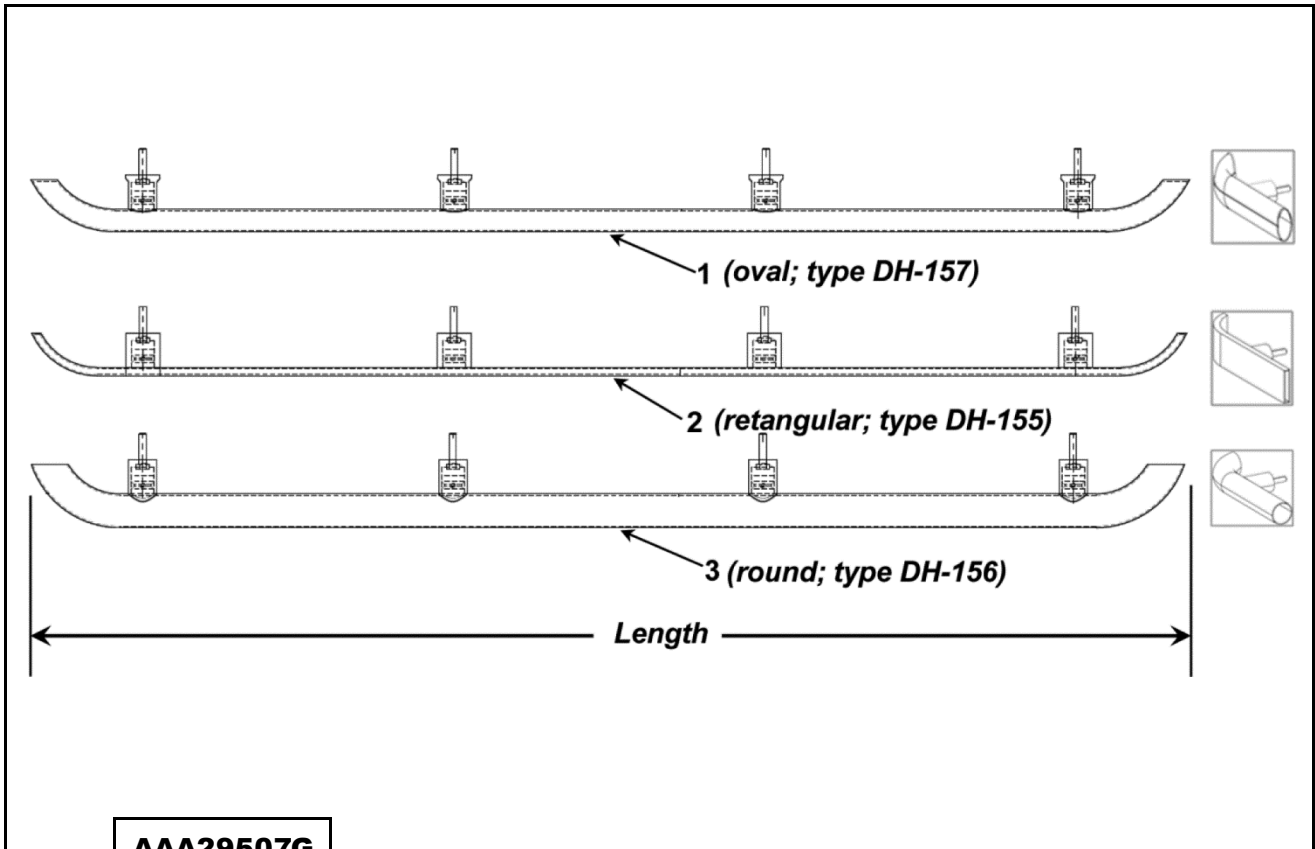 1 (oval; type DH-157)
2 (retangular; type DH-155)
3 (round; type DH-156)
Length
AAA29507G